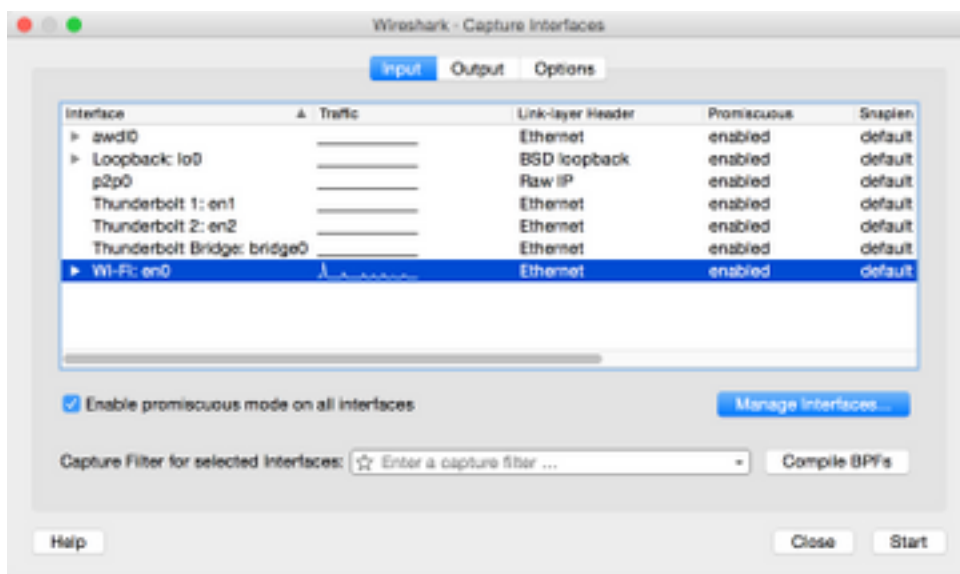 Wireshark - Capture Interfaces
Input Output Options
Interface Traffic Link-layer Header Promiscuous Snaplen
awdl0 Ethernet enabled default
Loopback: lo0 BSD loopback enabled default
p2p0 Raw IP enabled default
Thunderbolt 1: en1 Ethernet enabled default
Thunderbolt 2: en2 Ethernet enabled default
Thunderbolt Bridge: bridge0 Ethernet enabled default
Wi-Fi: en0 Ethernet enabled default
Enable promiscuous mode on all interfaces Manage Interfaces...
Capture Filter for selected Interfaces: Enter a capture filter ... Compile BPFs
Help Close Start